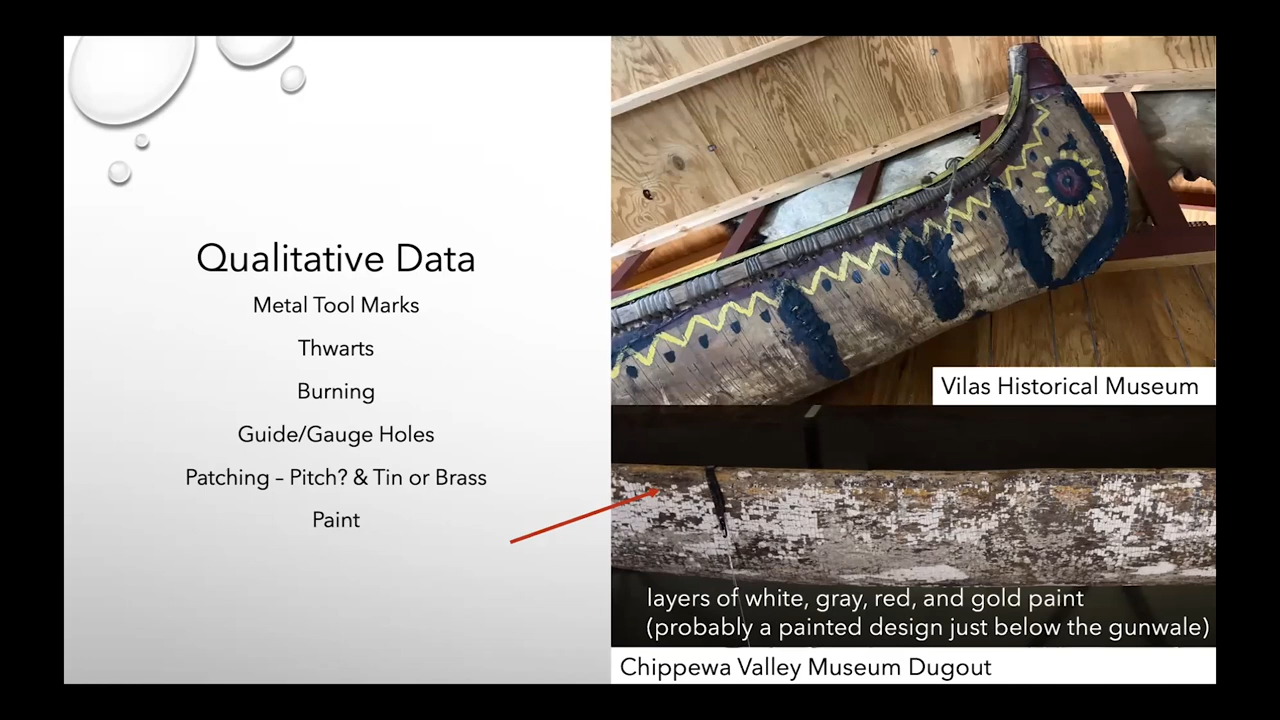 Qualitative Data
Metal Tool Marks
Thwarts
Burning
Guide/Gauge Holes
Patching – Pitch? & Tin or Brass
Paint
Vilas Historical Museum
layers of white, gray, red, and gold paint
(probably a painted design just below the gunwale)
Chippewa Valley Museum Dugout